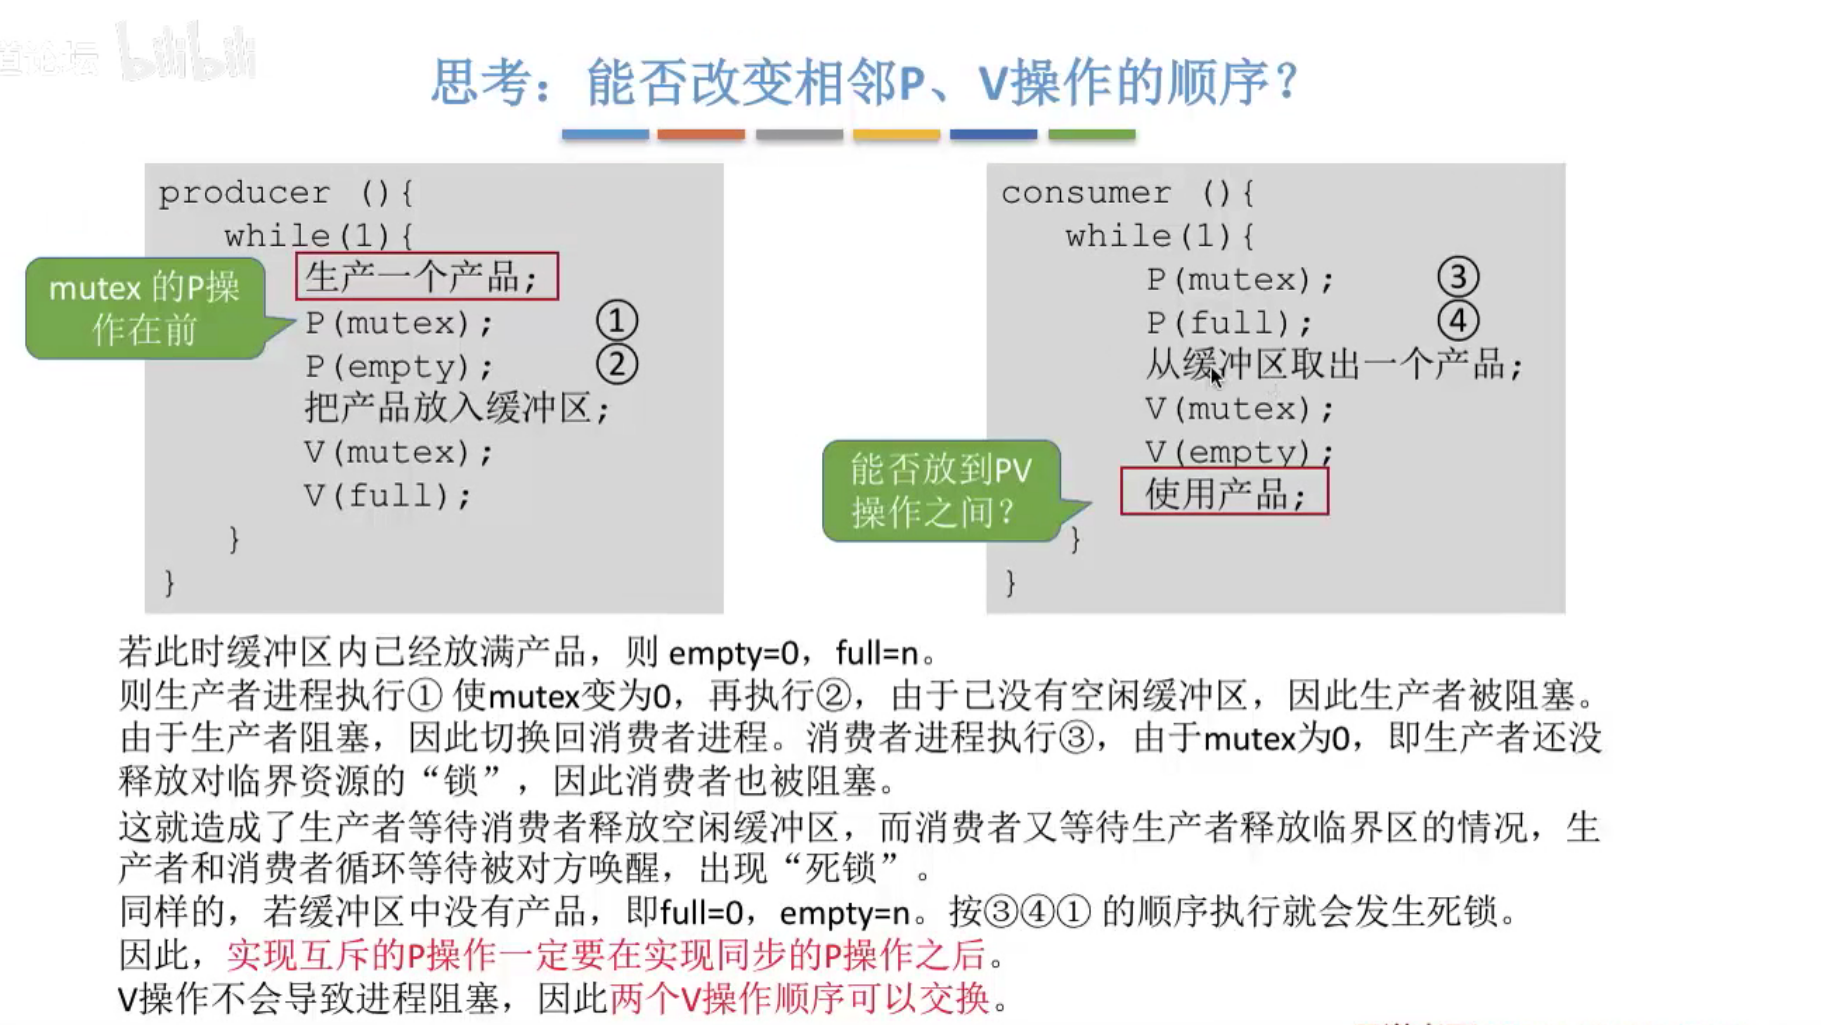 道论坛 bilibili
思考：能否改变相邻P、V操作的顺序？
producer (){
while(1){
生产一个产品;
P(mutex); ①
P(empty); ②
把产品放入缓冲区;
V(mutex);
V(full);
}
}
mutex 的P操
作在前
consumer (){
while(1){
P(mutex); ③
P(full); ④
从缓冲区取出一个产品;
V(mutex);
V(empty);
使用产品;
}
}
能否放到PV
操作之间？
若此时缓冲区内已经放满产品，则 empty=0，full=n。
则生产者进程执行① 使mutex变为0，再执行②，由于已没有空闲缓冲区，因此生产者被阻塞。
由于生产者阻塞，因此切换回消费者进程。消费者进程执行③，由于mutex为0，即生产者还没
释放对临界资源的“锁”，因此消费者也被阻塞。
这就造成了生产者等待消费者释放空闲缓冲区，而消费者又等待生产者释放临界区的情况，生
产者和消费者循环等待被对方唤醒，出现“死锁”。
同样的，若缓冲区中没有产品，即full=0，empty=n。按③④① 的顺序执行就会发生死锁。
因此，实现互斥的P操作一定要在实现同步的P操作之后。
V操作不会导致进程阻塞，因此两个V操作顺序可以交换。